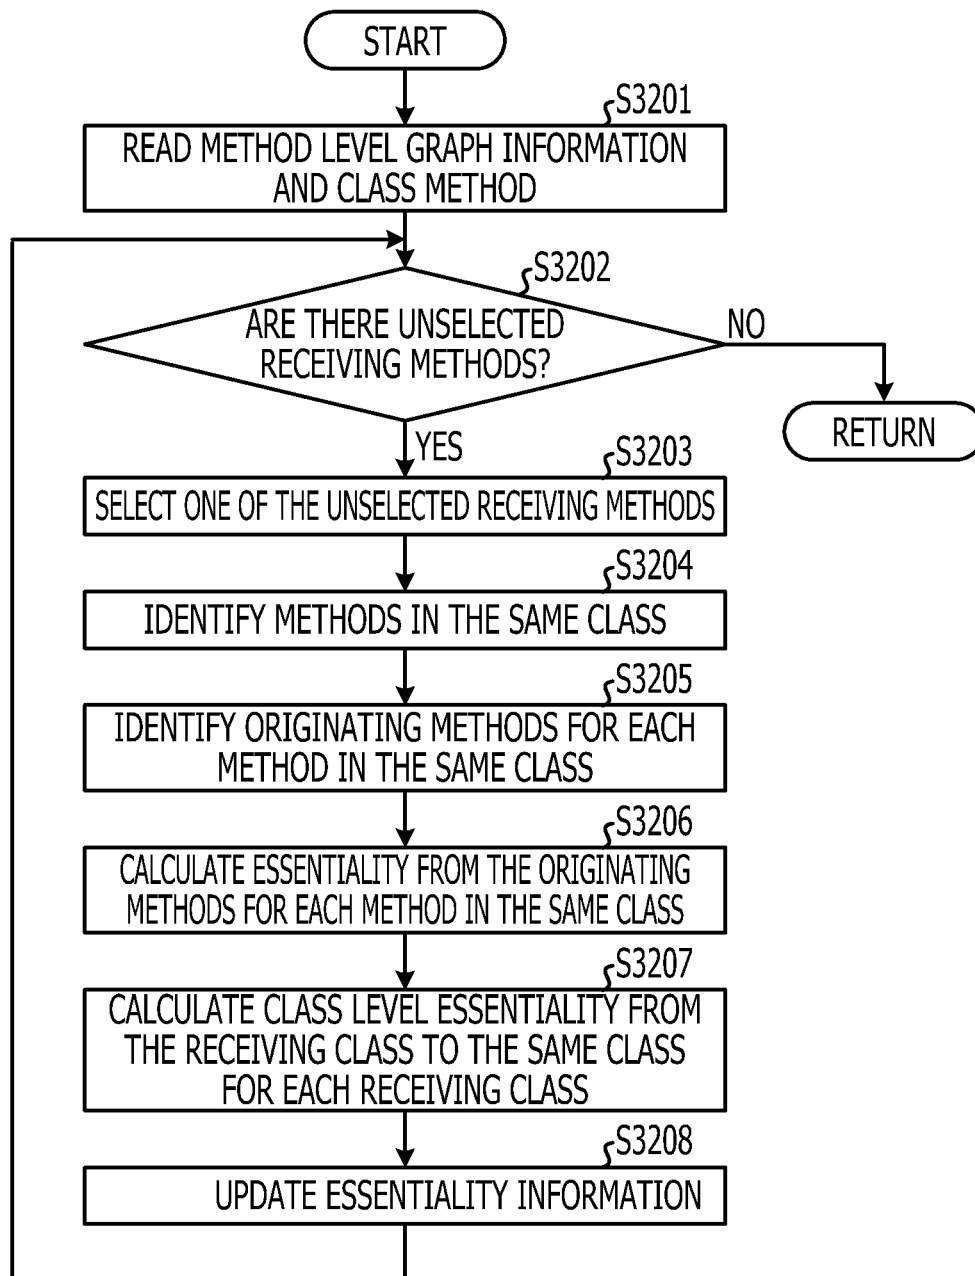 START
S3201
READ METHOD LEVEL GRAPH INFORMATION
AND CLASS METHOD
S3202
ARE THERE UNSELECTED
RECEIVING METHODS?
NO
RETURN
YES
S3203
SELECT ONE OF THE UNSELECTED RECEIVING METHODS
S3204
IDENTIFY METHODS IN THE SAME CLASS
S3205
IDENTIFY ORIGINATING METHODS FOR EACH
METHOD IN THE SAME CLASS
S3206
CALCULATE ESSENTIALITY FROM THE ORIGINATING
METHODS FOR EACH METHOD IN THE SAME CLASS
S3207
CALCULATE CLASS LEVEL ESSENTIALITY FROM
THE RECEIVING CLASS TO THE SAME CLASS
FOR EACH RECEIVING CLASS
S3208
UPDATE ESSENTIALITY INFORMATION